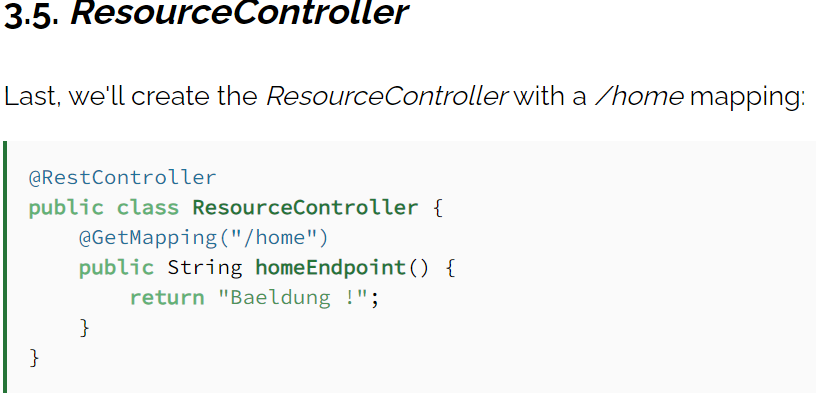 3.5. ResourceController
Last, we'll create the ResourceController with a /home mapping:
@RestController
public class ResourceController {
    @GetMapping("/home")
    public String homeEndpoint() {
        return "Baeldung !";
    }
}